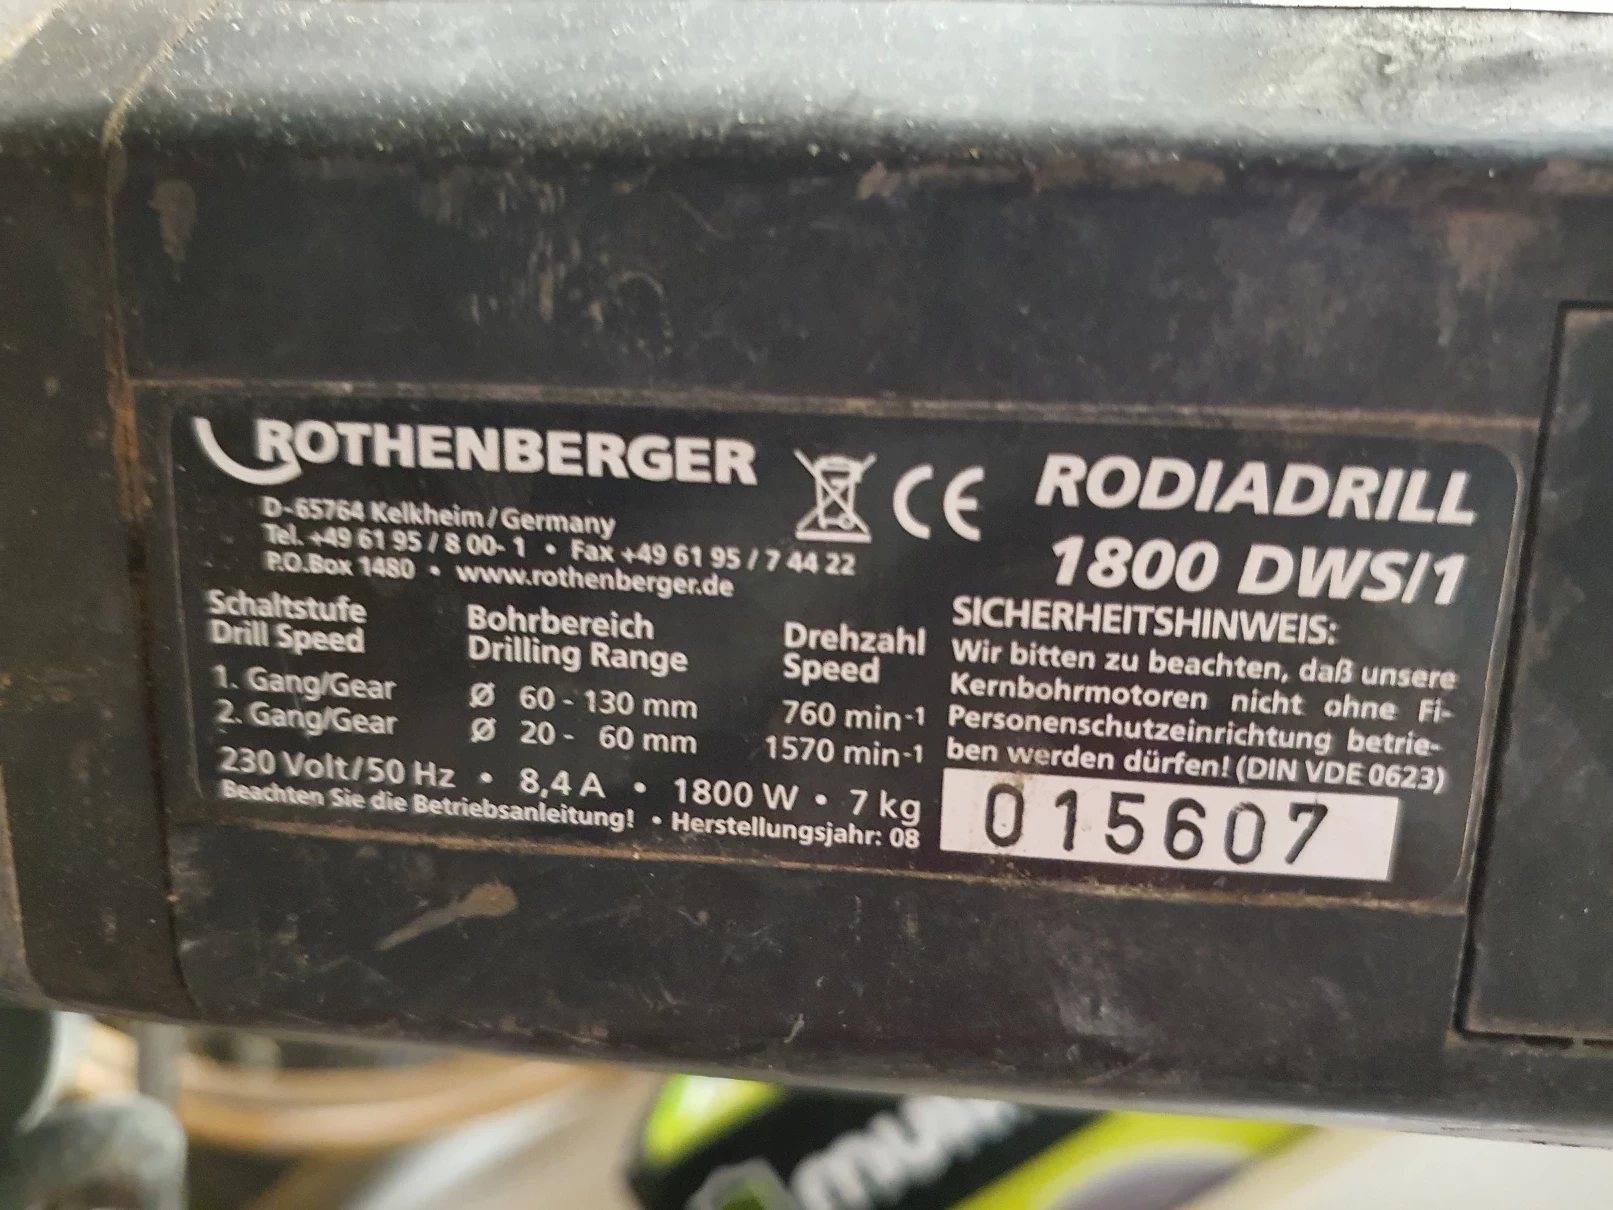 ROTHENBERGER
D-65764 Kelkheim/Germany
Tel. +49 61 95 / 8 00- 1 • Fax +49 61 95 / 7 44 22
P.O.Box 1480 • www.rothenberger.de
CE
RODIADRILL
1800 DWS/1
Schaltstufe Bohrbereich Drehzahl
Drill Speed Drilling Range Speed
1. Gang/Gear Ø 60 - 130 mm 760 min-1
2. Gang/Gear Ø 20 - 60 mm 1570 min-1
230 Volt/50 Hz • 8,4 A • 1800 W • 7 kg
Beachten Sie die Betriebsanleitung! • Herstellungsjahr: 08
SICHERHEITSHINWEIS:
Wir bitten zu beachten, daß unsere
Kernbohrmotoren nicht ohne Fi-
Personenschutzeinrichtung betrie-
ben werden dürfen! (DIN VDE 0623)
015607